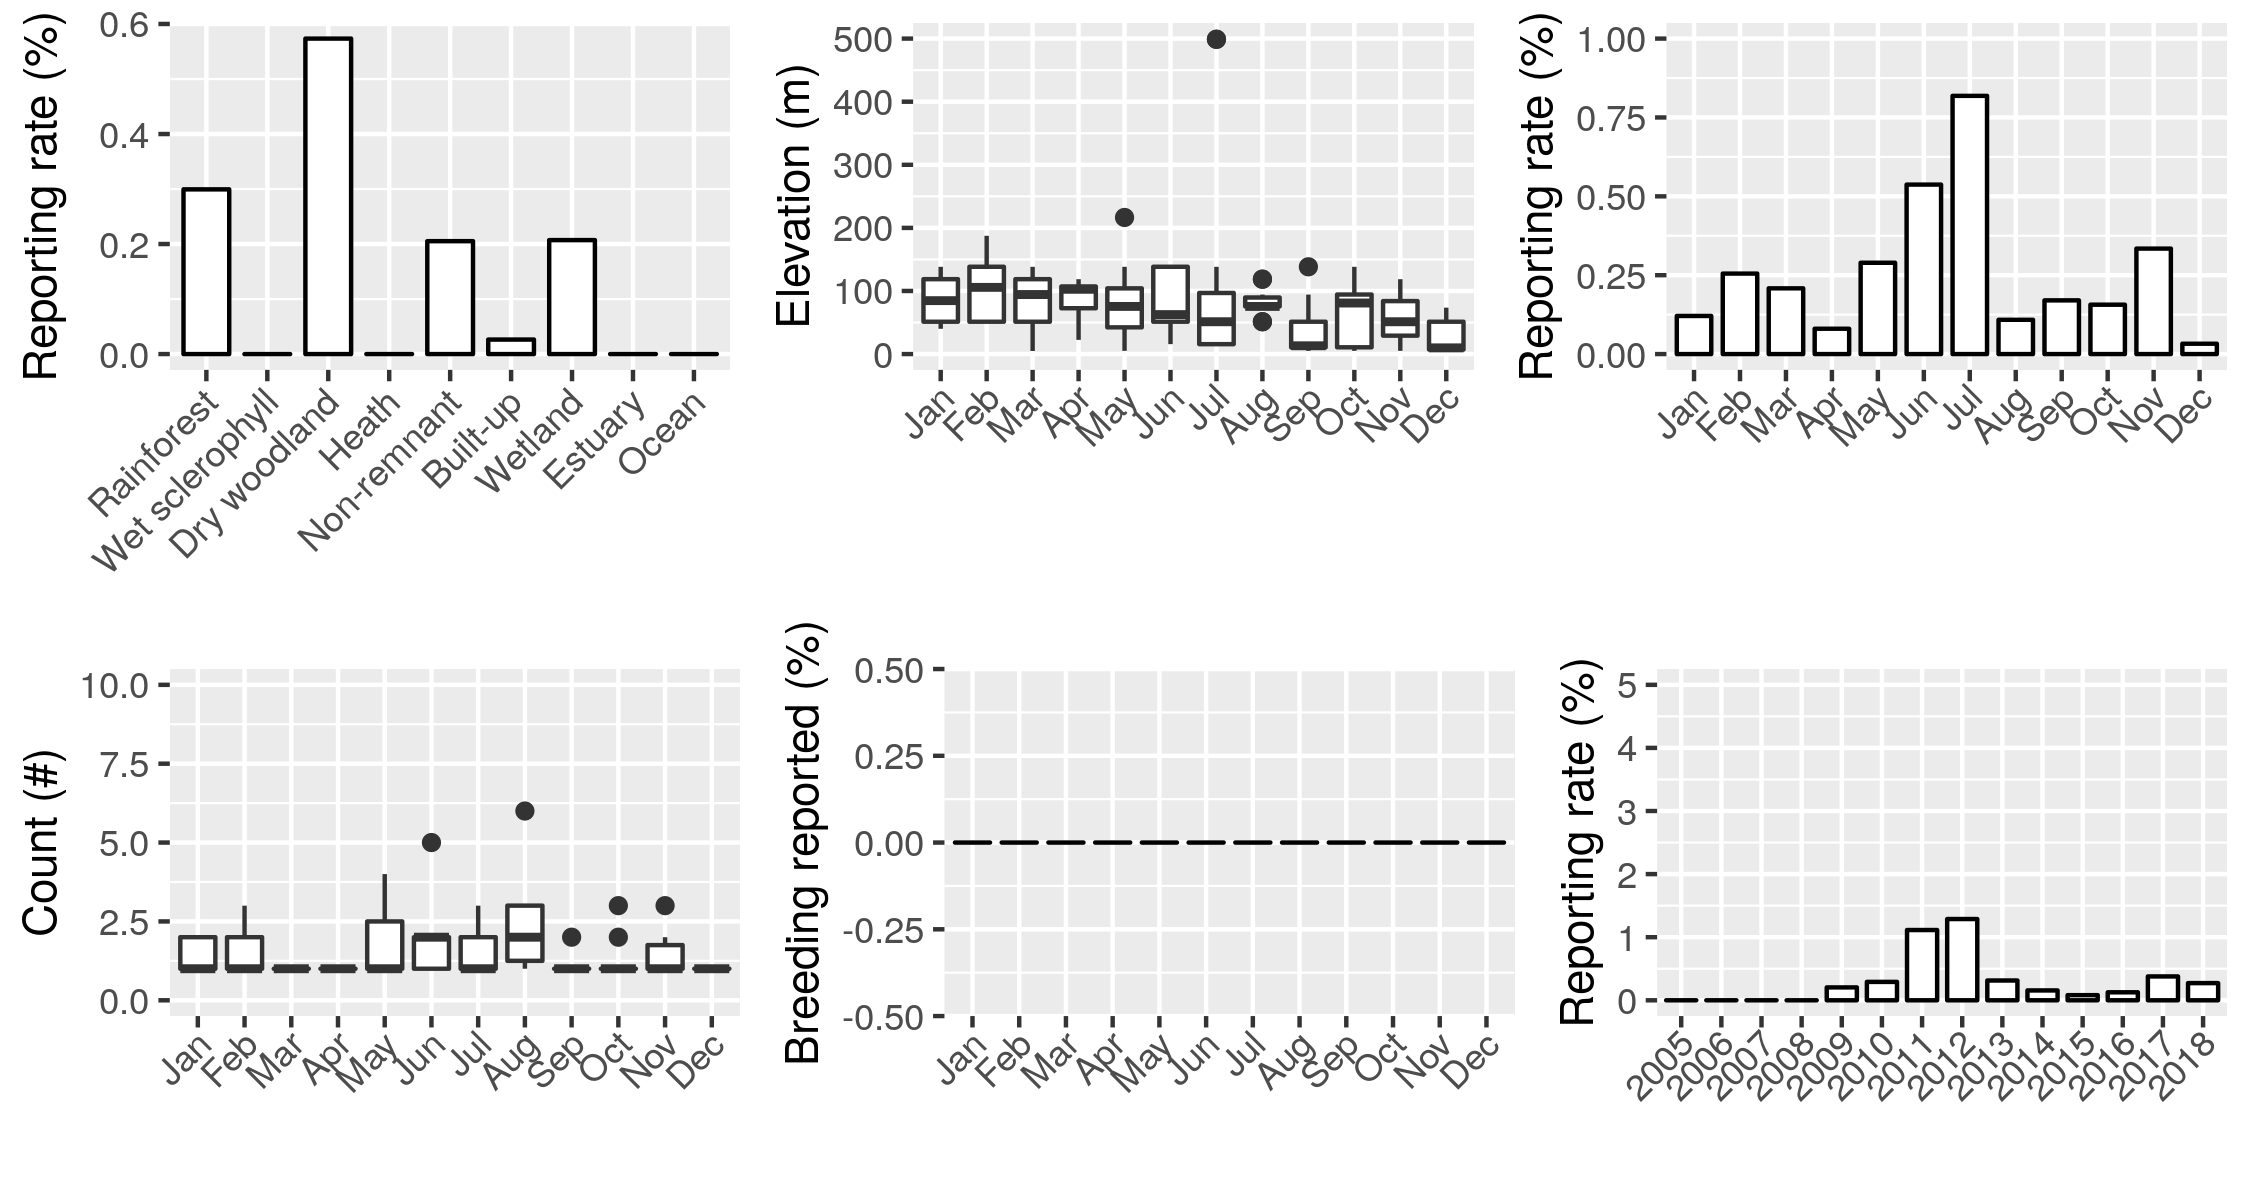 Reporting rate (%)
0.6
0.4
0.2
0.0
Rainforest
Wet sclerophyll
Dry woodland
Heath
Non-remnant
Built-up
Wetland
Estuary
Ocean
Elevation (m)
500
400
300
200
100
0
Jan
Feb
Mar
Apr
May
Jun
Jul
Aug
Sep
Oct
Nov
Dec
Reporting rate (%)
1.00
0.75
0.50
0.25
0.00
Jan
Feb
Mar
Apr
May
Jun
Jul
Aug
Sep
Oct
Nov
Dec
Count (#)
10.0
7.5
5.0
2.5
0.0
Jan
Feb
Mar
Apr
May
Jun
Jul
Aug
Sep
Oct
Nov
Dec
Breeding reported (%)
0.50
0.25
0.00
-0.25
-0.50
Jan
Feb
Mar
Apr
May
Jun
Jul
Aug
Sep
Oct
Nov
Dec
Reporting rate (%)
5
4
3
2
1
0
2005
2006
2007
2008
2009
2010
2011
2012
2013
2014
2015
2016
2017
2018